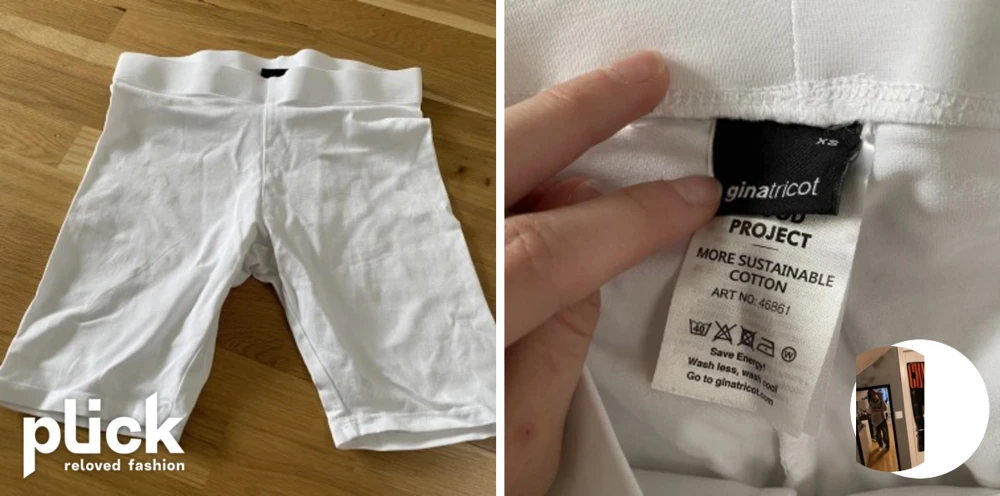 plick
reloved fashion
XS
ginatricot
PROJECT
MORE SUSTAINABLE
COTTON
ART NO: 46861
40
W
Save Energy!
Wash less, wash cool
Go to ginatricot.com